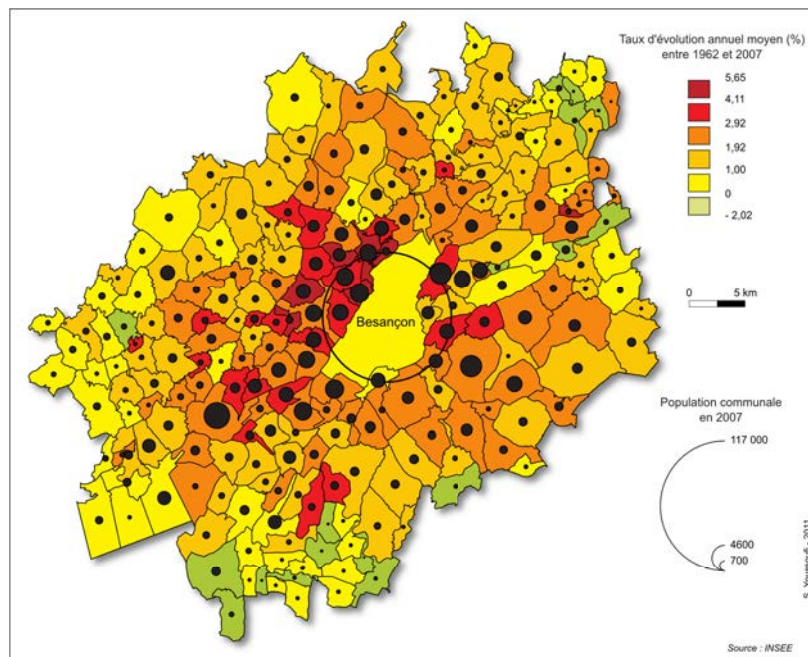 Taux d'évolution annuel moyen (%)
entre 1962 et 2007
5,65
4,11
2,92
1,92
1,00
0
- 2,02
0 5 km
Besançon
Population communale
en 2007
117 000
4600
700
2011
Source : INSEE